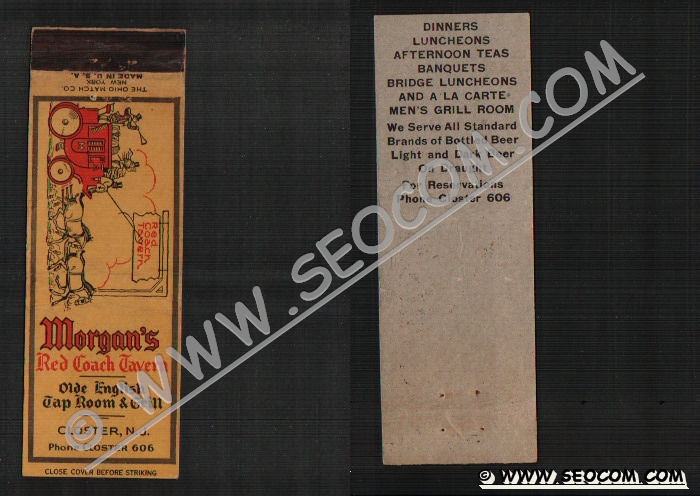 THE OHIO MATCH CO.
NEW YORK
MADE IN U. S. A.
Red
Coach
Tavern
Morgan's
Red Coach Tavern
Olde English
Tap Room & Grill
CLOSTER, N.J.
Phone CLOSTER 606
CLOSE COVER BEFORE STRIKING
DINNERS
LUNCHEONS
AFTERNOON TEAS
BANQUETS
BRIDGE LUNCHEONS
AND A LA CARTE
MEN'S GRILL ROOM
We Serve All Standard
Brands of Bottled Beer
Light and Dark Beer
On Draught
For Reservations
Phone Closter 606
© WWW.SEOCOM.COM
© WWW.SEOCOM.COM